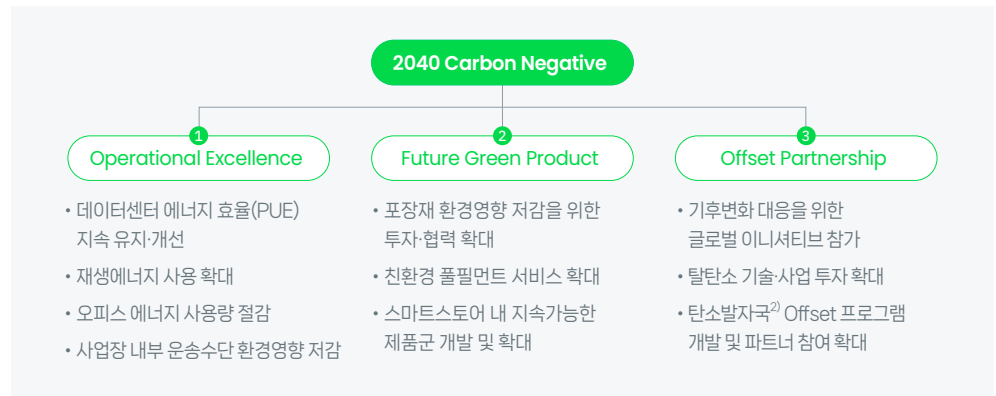 2040 Carbon Negative
1
Operational Excellence
• 데이터센터 에너지 효율(PUE)
지속 유지·개선
• 재생에너지 사용 확대
• 오피스 에너지 사용량 절감
• 사업장 내부 운송수단 환경영향 저감
2
Future Green Product
• 포장재 환경영향 저감을 위한
투자·협력 확대
• 친환경 풀필먼트 서비스 확대
• 스마트스토어 내 지속가능한
제품군 개발 및 확대
3
Offset Partnership
• 기후변화 대응을 위한
글로벌 이니셔티브 참가
• 탈탄소 기술·사업 투자 확대
• 탄소발자국2) Offset 프로그램
개발 및 파트너 참여 확대